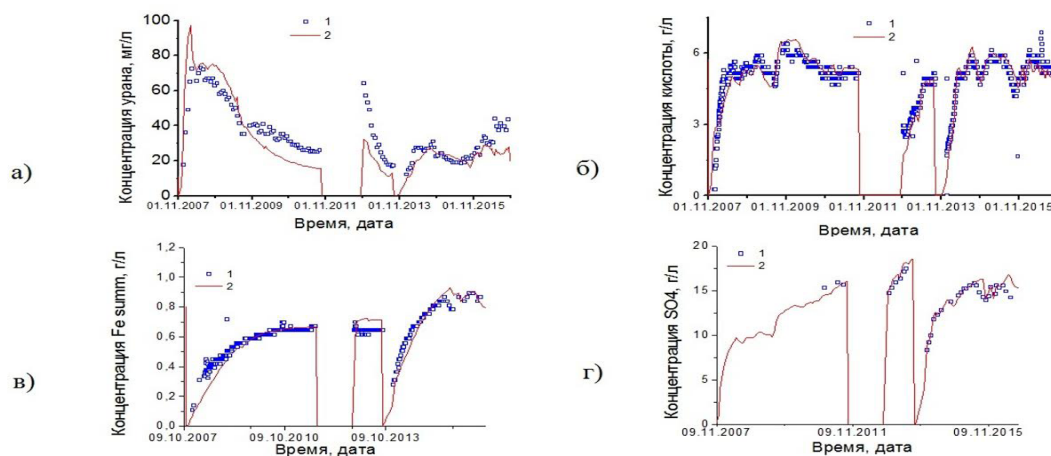 а)
Концентрация урана, мг/л
100
80
60
40
20
0
1
2
01.11.2007 01.11.2009 01.11.2011 01.11.2013 01.11.2015
Время, дата
б)
Концентрация кислоты, г/л
6
3
0
1
2
01.11.2007 01.11.2009 01.11.2011 01.11.2013 01.11.2015
Время, дата
в)
Концентрация Fe summ, г/л
1,2
1,0
0,8
0,6
0,4
0,2
0,0
1
2
09.10.2007 09.10.2010 09.10.2013
Время, дата
г)
Концентрация SO4, г/л
20
15
10
5
0
1
2
09.11.2007 09.11.2011 09.11.2015
Время, дата